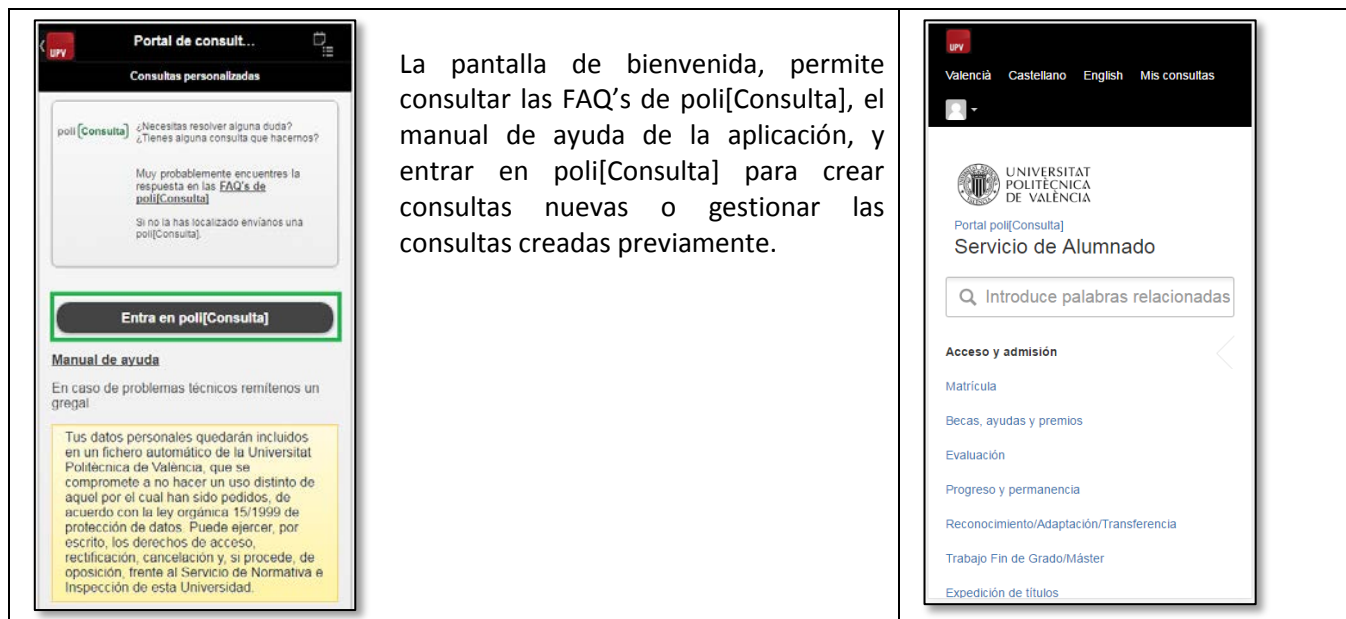 UPV
Portal de consult...
Consultas personalizadas
poli[Consulta]
¿Necesitas resolver alguna duda?
¿Tienes alguna consulta que hacernos?
Muy probablemente encuentres la
respuesta en las FAQ's de
poli[Consulta]
Si no la has localizado envíanos una
poli[Consulta].
Entra en poli[Consulta]
Manual de ayuda
En caso de problemas técnicos remítenos un
gregal
Tus datos personales quedarán incluidos
en un fichero automático de la Universitat
Politècnica de València, que se
compromete a no hacer un uso distinto de
aquel por el cual han sido pedidos, de
acuerdo con la ley orgánica 15/1999 de
protección de datos. Puede ejercer, por
escrito, los derechos de acceso,
rectificación, cancelación y, si procede, de
oposición, frente al Servicio de Normativa e
Inspección de esta Universidad.
La pantalla de bienvenida, permite
consultar las FAQ's de poli[Consulta], el
manual de ayuda de la aplicación, y
entrar en poli[Consulta] para crear
consultas nuevas o gestionar las
consultas creadas previamente.
UPV
Valencià Castellano English Mis consultas
UNIVERSITAT
POLITÈCNICA
DE VALÈNCIA
Portal poli[Consulta]
Servicio de Alumnado
Introduce palabras relacionadas
Acceso y admisión
Matrícula
Becas, ayudas y premios
Evaluación
Progreso y permanencia
Reconocimiento/Adaptación/Transferencia
Trabajo Fin de Grado/Máster
Expedición de títulos